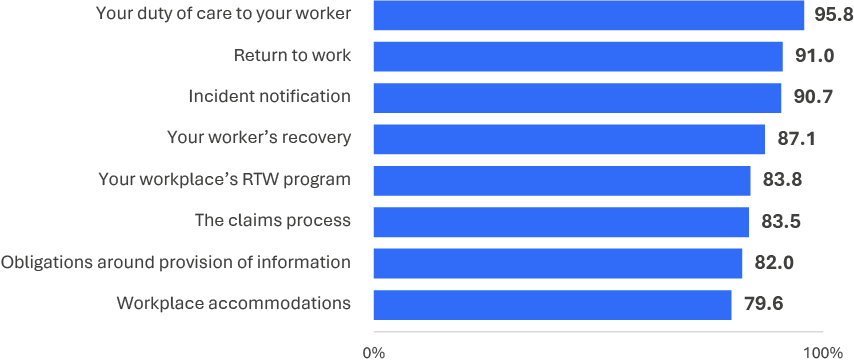 Your duty of care to your worker 95.8
Return to work 91.0
Incident notification 90.7
Your worker’s recovery 87.1
Your workplace’s RTW program 83.8
The claims process 83.5
Obligations around provision of information 82.0
Workplace accommodations 79.6
0% 100%